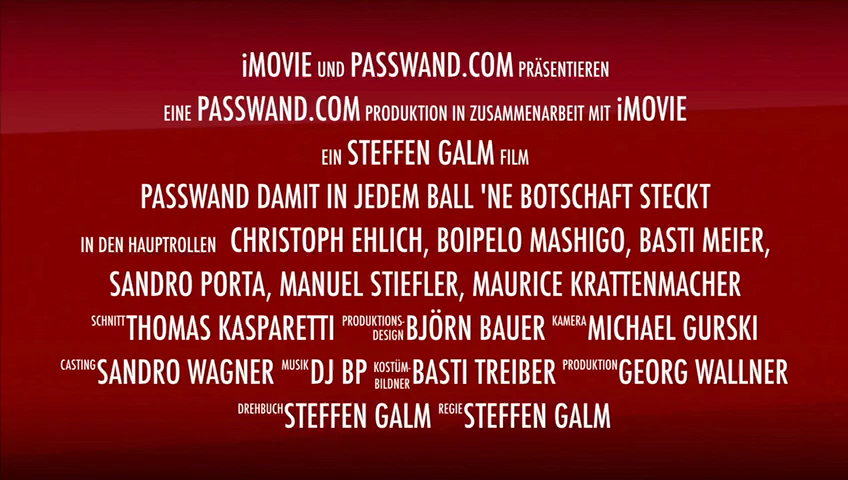 iMOVIE UND PASSWAND.COM PRÄSENTIEREN
EINE PASSWAND.COM PRODUKTION IN ZUSAMMENARBEIT MIT iMOVIE
EIN STEFFEN GALM FILM
PASSWAND DAMIT IN JEDEM BALL 'NE BOTSCHAFT STECKT
IN DEN HAUPTROLLEN CHRISTOPH EHLICH, BOIPELO MASHIGO, BASTI MEIER,
SANDRO PORTA, MANUEL STIEFLER, MAURICE KRATTENMACHER
SCHNITT THOMAS KASPARETTI PRODUKTIONS-DESIGN BJÖRN BAUER KAMERA MICHAEL GURSKI
CASTING SANDRO WAGNER MUSIK DJ BP KOSTÜM-BILDNER BASTI TREIBER PRODUKTION GEORG WALLNER
DREHBUCH STEFFEN GALM REGIE STEFFEN GALM